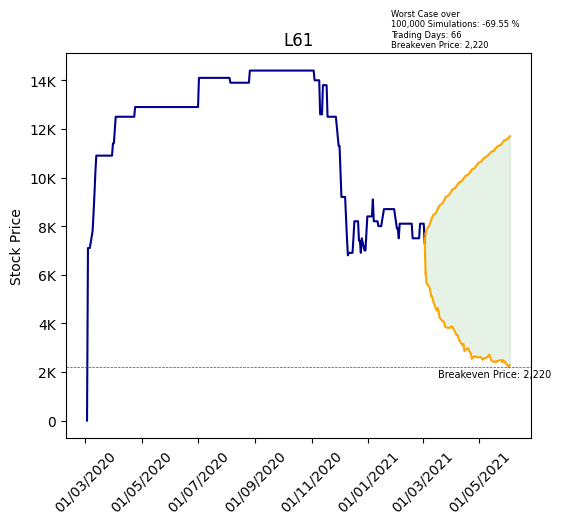 Worst Case over
100,000 Simulations: -69.55 %
Trading Days: 66
Breakeven Price: 2,220
L61
Stock Price
14K
12K
10K
8K
6K
4K
2K
0
Breakeven Price: 2,220
01/03/2020
01/05/2020
01/07/2020
01/09/2020
01/11/2020
01/01/2021
01/03/2021
01/05/2021